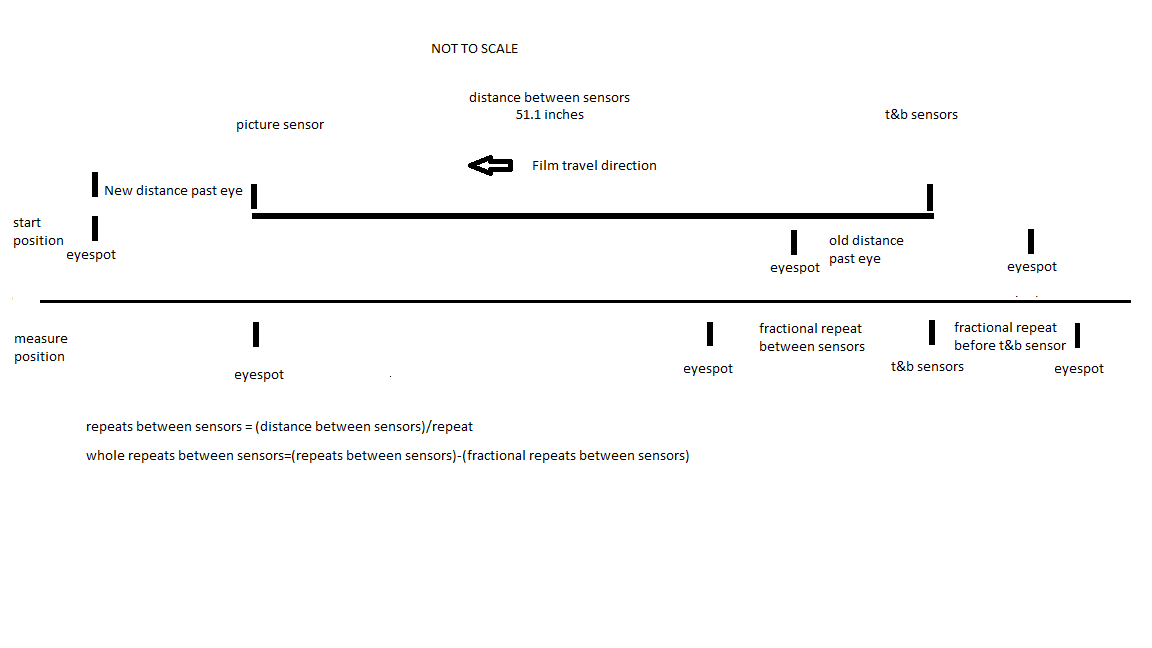 NOT TO SCALE
distance between sensors
51.1 inches
picture sensor
t&b sensors
Film travel direction
New distance past eye
start
position
eyespot
old distance
past eye
eyespot
eyespot
measure
position
eyespot
eyespot
fractional repeat
between sensors
t&b sensors
fractional repeat
before t&b sensor
eyespot
repeats between sensors = (distance between sensors)/repeat
whole repeats between sensors=(repeats between sensors)-(fractional repeats between sensors)